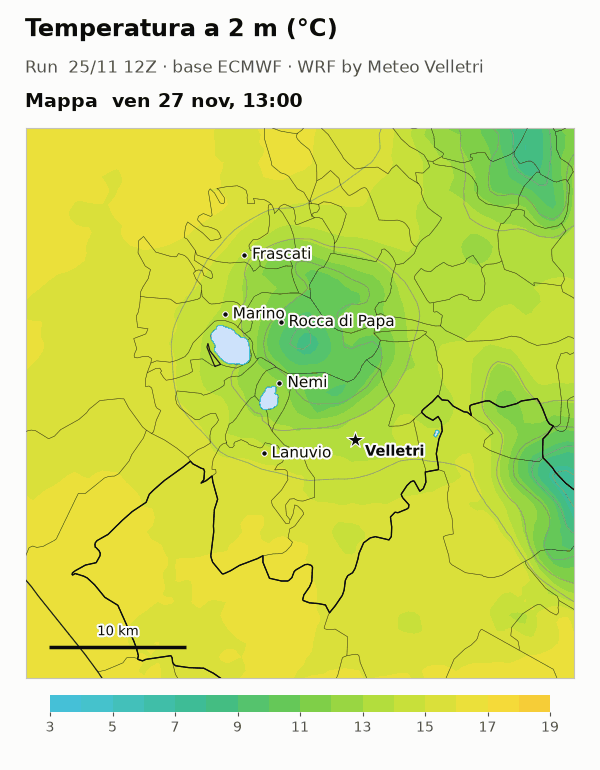 Temperatura a 2 m (°C)
Run  25/11 12Z · base ECMWF · WRF by Meteo Velletri
Mappa  ven 27 nov, 13:00
Frascati
Marino
Rocca di Papa
Nemi
Velletri
Lanuvio
10 km
3 5 7 9 11 13 15 17 19